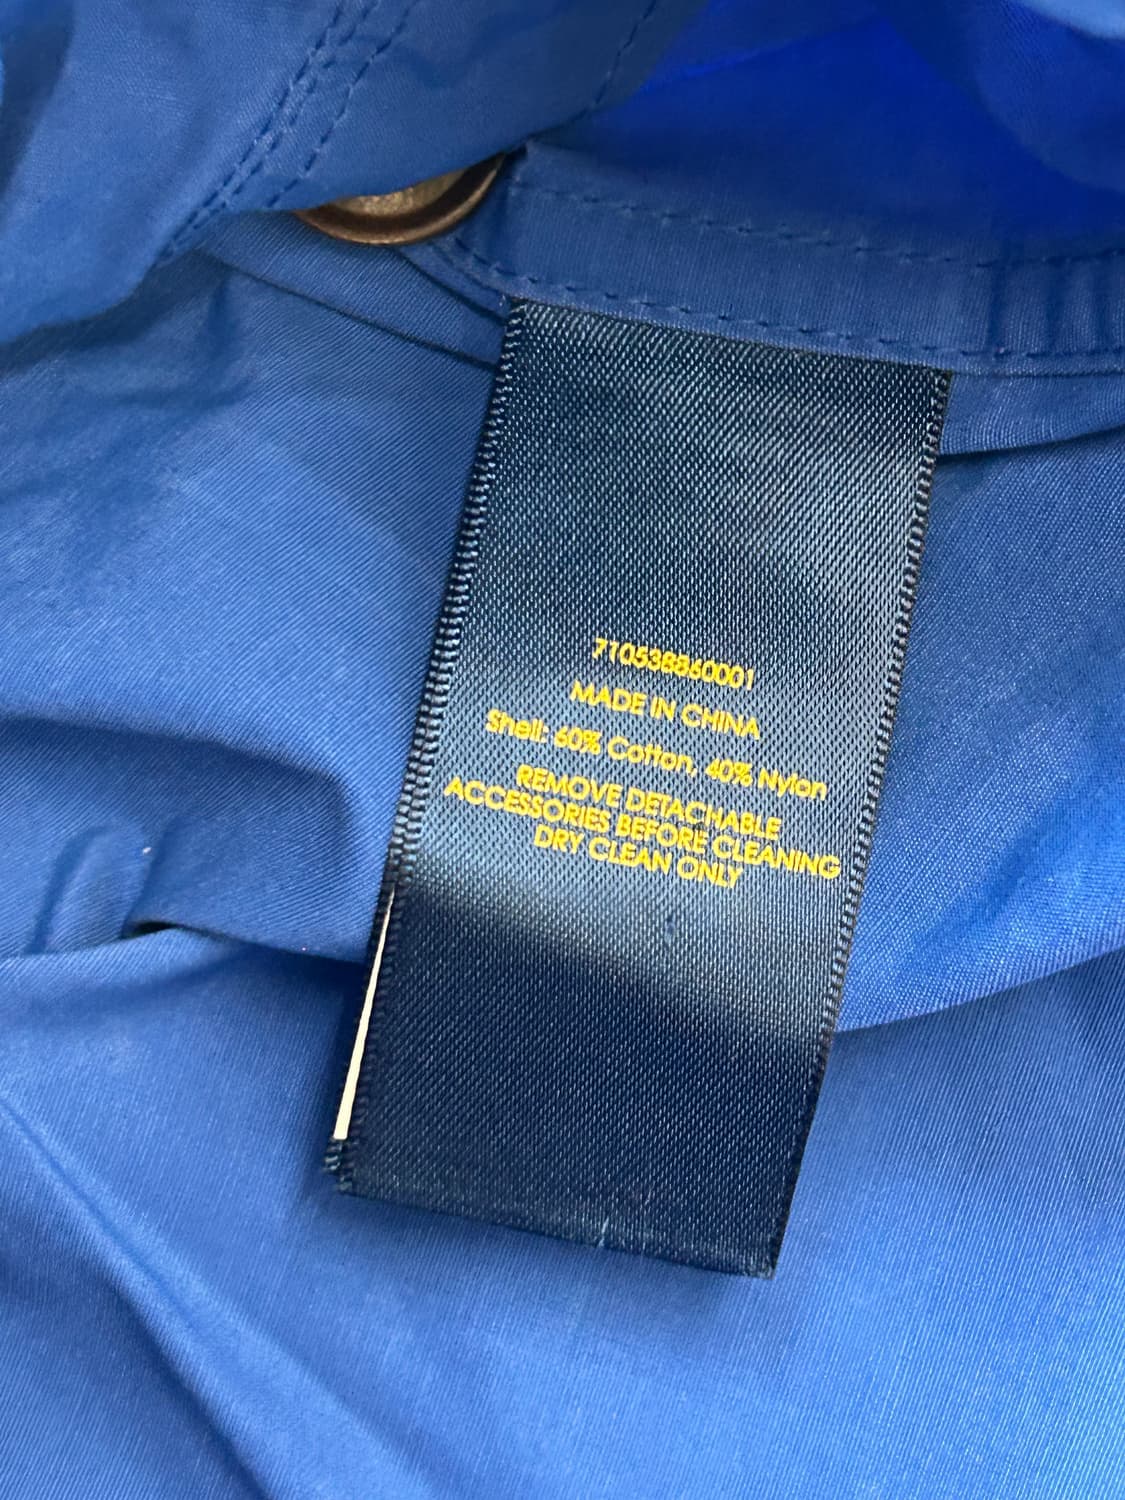 710538860001
MADE IN CHINA
Shell: 60% Cotton, 40% Nylon
REMOVE DETACHABLE
ACCESSORIES BEFORE CLEANING
DRY CLEAN ONLY